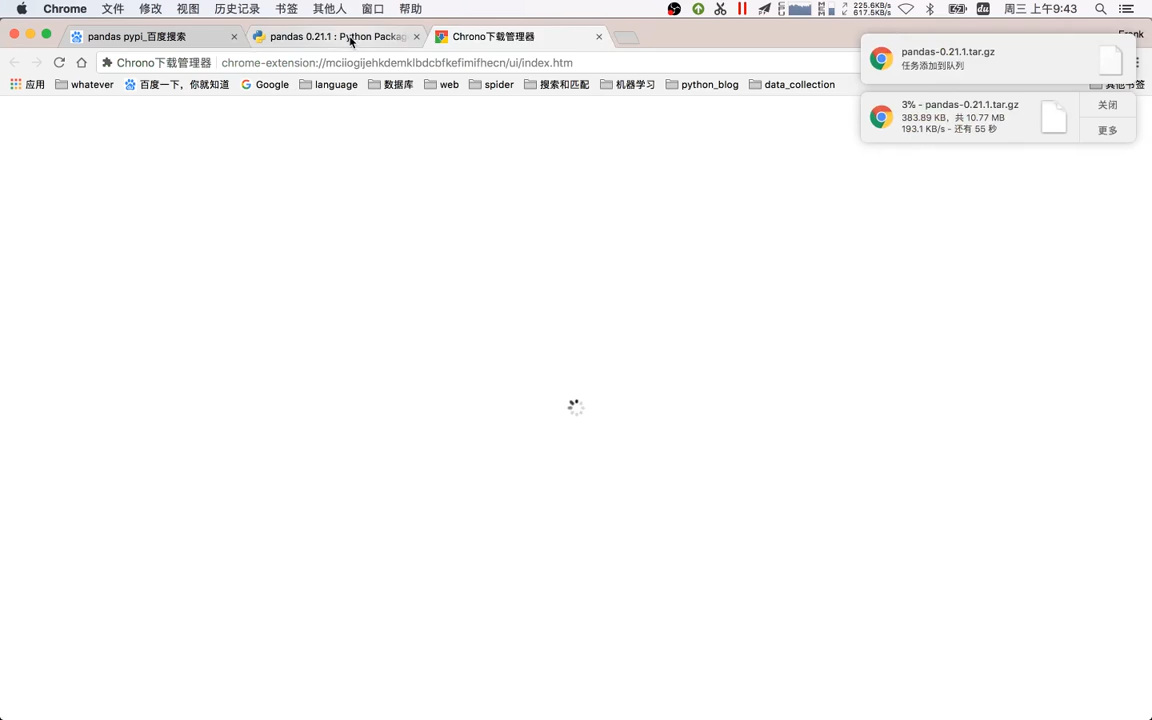 Chrome 文件 修改 视图 历史记录 书签 其他人 窗口 帮助 225.6KB/s 617.5KB/s 周三 上午9:43
pandas pypi_百度搜索 pandas 0.21.1 : Python Packag Chrono下载管理器 Frank
Chrono下载管理器 chrome-extension://mciiogijehkdemklbdcbfkefimifhecn/ui/index.htm
应用 whatever 百度一下，你就知道 Google language 数据库 web spider 搜索和匹配 机器学习 python_blog data_collection 其他书签
pandas-0.21.1.tar.gz
任务添加到队列
3% - pandas-0.21.1.tar.gz
383.89 KB，共 10.77 MB
193.1 KB/s - 还有 55 秒
关闭
更多